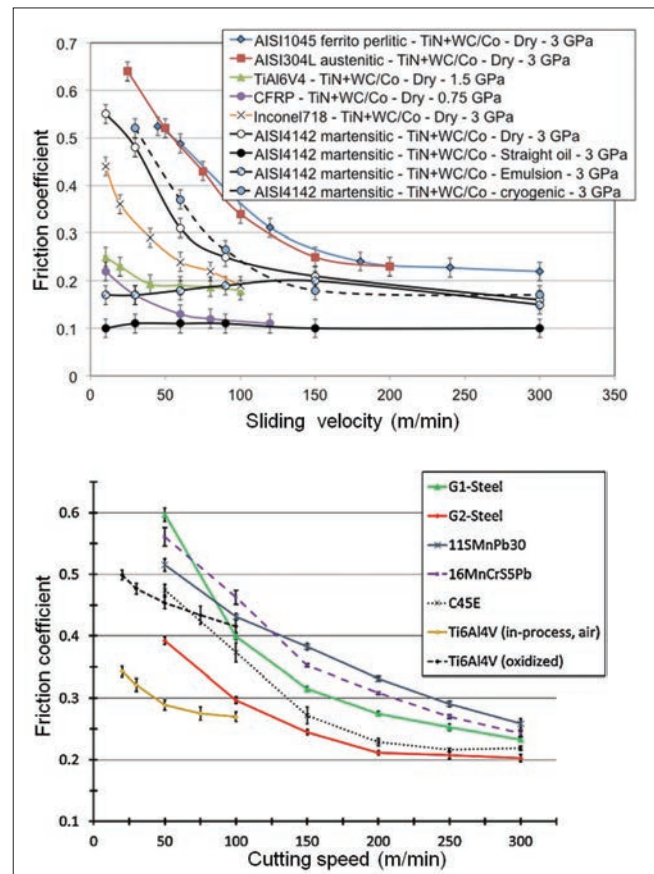 0.7
0.6
0.5
0.4
0.3
0.2
0.1
0
Friction coefficient
AISI1045 ferrito perlitic - TiN+WC/Co - Dry - 3 GPa
AISI304L austenitic - TiN+WC/Co - Dry - 3 GPa
TiAl6V4 - TiN+WC/Co - Dry - 1.5 GPa
CFRP - TiN+WC/Co - Dry - 0.75 GPa
Inconel718 - TiN+WC/Co - Dry - 3 GPa
AISI4142 martensitic - TiN+WC/Co - Dry - 3 GPa
AISI4142 martensitic - TiN+WC/Co - Straight oil - 3 GPa
AISI4142 martensitic - TiN+WC/Co - Emulsion - 3 GPa
AISI4142 martensitic - TiN+WC/Co - cryogenic - 3 GPa
0 50 100 150 200 250 300 350
Sliding velocity (m/min)
0.6
0.5
0.4
0.3
0.2
0.1
Friction coefficient
G1-Steel
G2-Steel
11SMnPb30
16MnCrS5Pb
C45E
Ti6Al4V (in-process, air)
Ti6Al4V (oxidized)
0 50 100 150 200 250 300
Cutting speed (m/min)